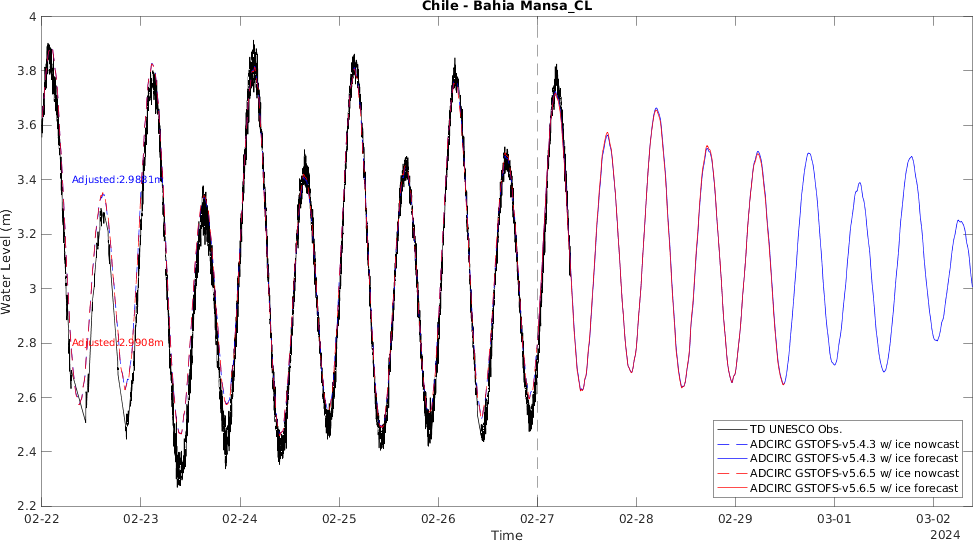 Chile - Bahia Mansa_CL
4
3.8
3.6
3.4
3.2
3
2.8
2.6
2.4
2.2
Water Level (m)
Adjusted:2.9881m
Adjusted:2.9908m
TD UNESCO Obs.
ADCIRC GSTOFS-v5.4.3 w/ ice nowcast
ADCIRC GSTOFS-v5.4.3 w/ ice forecast
ADCIRC GSTOFS-v5.6.5 w/ ice nowcast
ADCIRC GSTOFS-v5.6.5 w/ ice forecast
02-22
02-23
02-24
02-25
02-26
02-27
02-28
02-29
03-01
03-02
Time
2024